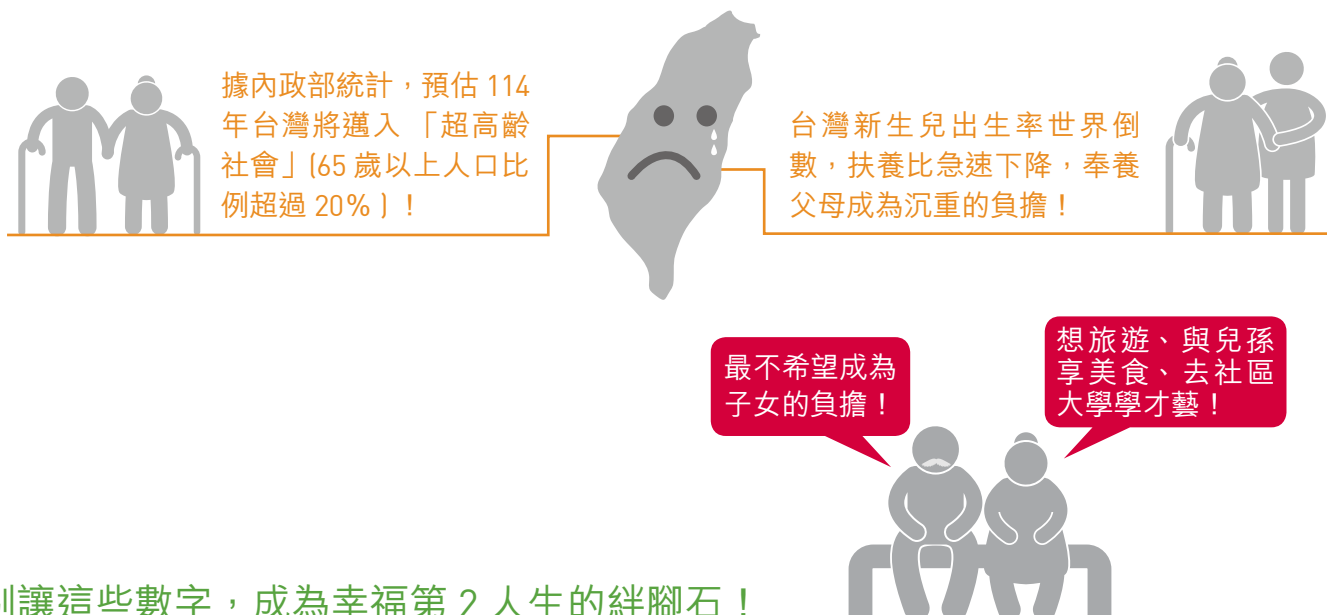 據內政部統計，預估 114
年台灣將邁入 「超高齡
社會」(65 歲以上人口比
例超過 20% ) ！
台灣新生兒出生率世界倒
數，扶養比急速下降，奉養
父母成為沉重的負擔！
最不希望成為
子女的負擔！
想旅遊、與兒孫
享美食、去社區
大學學才藝！
別讓這些數字，成為幸福第 2 人生的絆腳石！